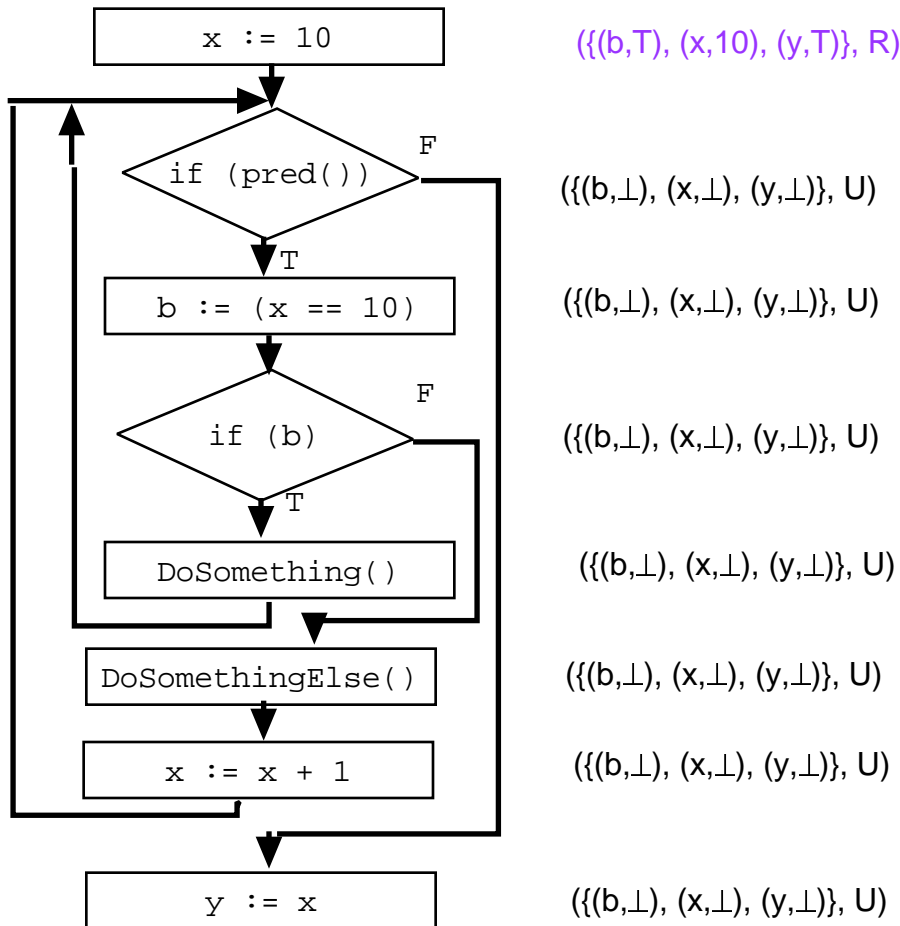 x := 10 ({(b,T), (x,10), (y,T)}, R)
F
if (pred()) ({(b,⊥), (x,⊥), (y,⊥)}, U)
T
b := (x == 10) ({(b,⊥), (x,⊥), (y,⊥)}, U)
F
if (b) ({(b,⊥), (x,⊥), (y,⊥)}, U)
T
DoSomething() ({(b,⊥), (x,⊥), (y,⊥)}, U)
DoSomethingElse() ({(b,⊥), (x,⊥), (y,⊥)}, U)
x := x + 1 ({(b,⊥), (x,⊥), (y,⊥)}, U)
y := x ({(b,⊥), (x,⊥), (y,⊥)}, U)